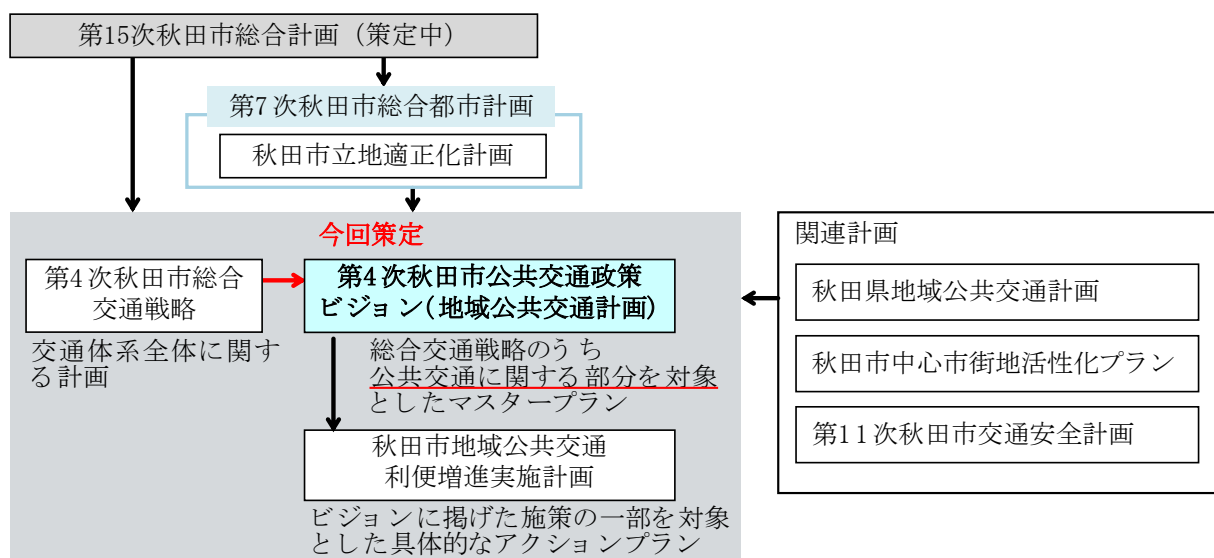 第15次秋田市総合計画（策定中）
第7次秋田市総合都市計画
秋田市立地適正化計画
今回策定
第4次秋田市総合
交通戦略
交通体系全体に関す
る計画
第4次秋田市公共交通政策
ビジョン(地域公共交通計画)
総合交通戦略のうち
公共交通に関する部分を対象
としたマスタープラン
秋田市地域公共交通
利便増進実施計画
ビジョンに掲げた施策の一部を対象
とした具体的なアクションプラン
関連計画
秋田県地域公共交通計画
秋田市中心市街地活性化プラン
第11次秋田市交通安全計画